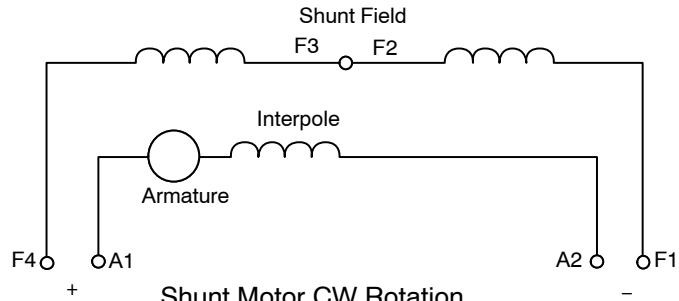 Shunt Field
F3 F2
Interpole
Armature
F4 A1 A2 F1
+ –
Shunt Motor CW Rotation